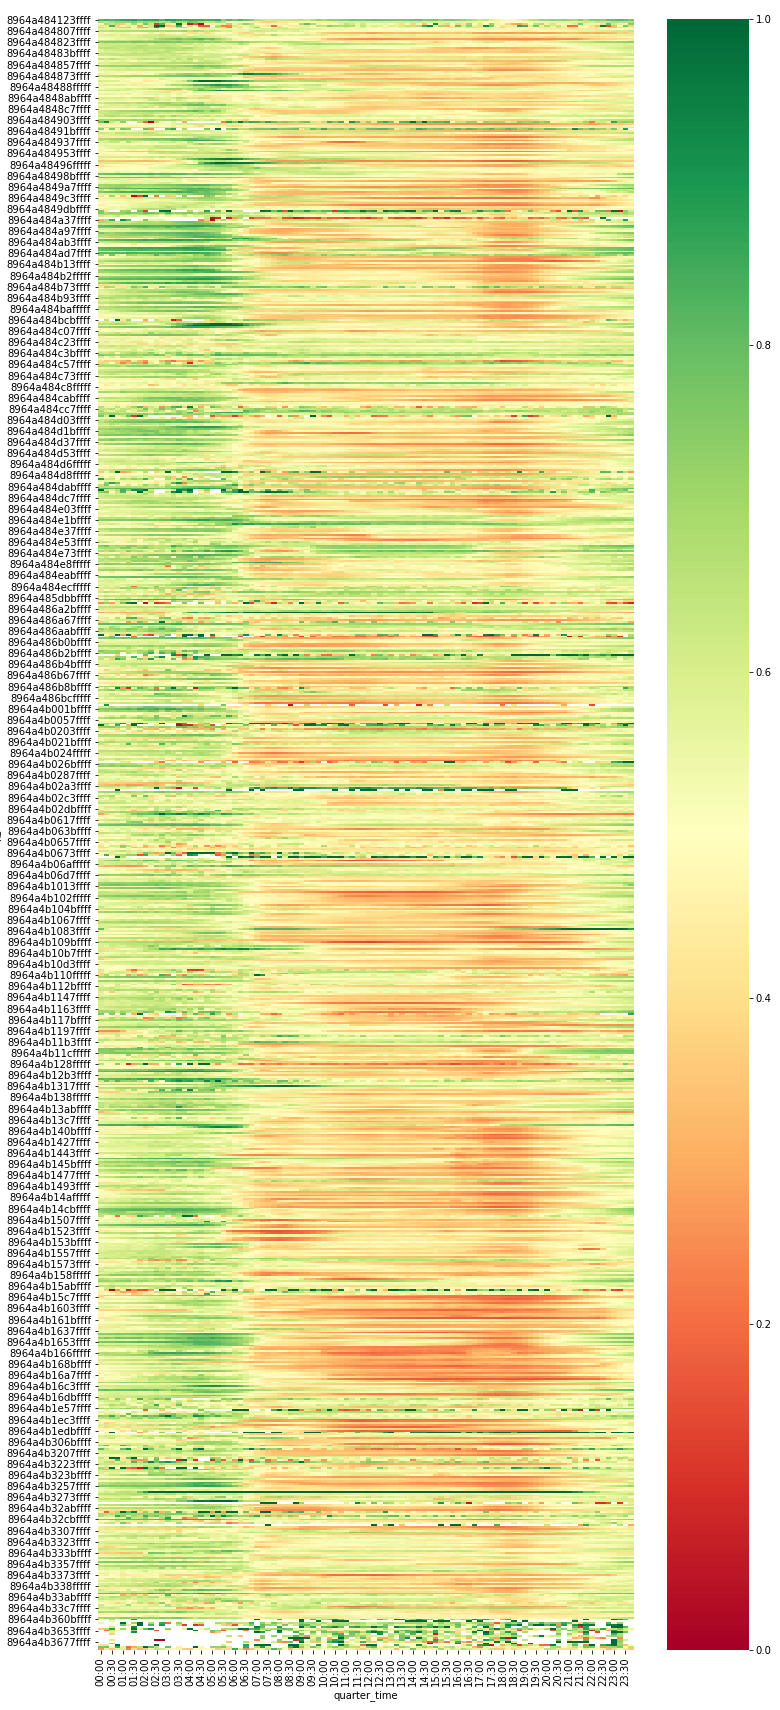 8964a484123ffff
8964a484807ffff
8964a484823ffff
8964a48483bffff
8964a484857ffff
8964a484873ffff
8964a48488fffff
8964a4848abffff
8964a4848c7ffff
8964a484903ffff
8964a48491bffff
8964a484937ffff
8964a484953ffff
8964a48496fffff
8964a48498bffff
8964a4849a7ffff
8964a4849c3ffff
8964a4849dbffff
8964a484a37ffff
8964a484a97ffff
8964a484ab3ffff
8964a484ad7ffff
8964a484b13ffff
8964a484b2fffff
8964a484b73ffff
8964a484b93ffff
8964a484bafffff
8964a484bcbffff
8964a484c07ffff
8964a484c23ffff
8964a484c3bffff
8964a484c57ffff
8964a484c73ffff
8964a484c8fffff
8964a484cabffff
8964a484cc7ffff
8964a484d03ffff
8964a484d1bffff
8964a484d37ffff
8964a484d53ffff
8964a484d6fffff
8964a484d8fffff
8964a484dabffff
8964a484dc7ffff
8964a484e03ffff
8964a484e1bffff
8964a484e37ffff
8964a484e53ffff
8964a484e73ffff
8964a484e8fffff
8964a484eabffff
8964a484ecfffff
8964a485dbbffff
8964a486a2bffff
8964a486a67ffff
8964a486aabffff
8964a486b0bffff
8964a486b2bffff
8964a486b4bffff
8964a486b67ffff
8964a486b8bffff
8964a486bcfffff
8964a4b001bffff
8964a4b0057ffff
8964a4b0203ffff
8964a4b021bffff
8964a4b024fffff
8964a4b026bffff
8964a4b0287ffff
8964a4b02a3ffff
8964a4b02c3ffff
8964a4b02dbffff
8964a4b0617ffff
8964a4b063bffff
8964a4b0657ffff
8964a4b0673ffff
8964a4b06afffff
8964a4b06d7ffff
8964a4b1013ffff
8964a4b102fffff
8964a4b104bffff
8964a4b1067ffff
8964a4b1083ffff
8964a4b109bffff
8964a4b10b7ffff
8964a4b10d3ffff
8964a4b110fffff
8964a4b112bffff
8964a4b1147ffff
8964a4b1163ffff
8964a4b117bffff
8964a4b1197ffff
8964a4b11b3ffff
8964a4b11cfffff
8964a4b128fffff
8964a4b12b3ffff
8964a4b1317ffff
8964a4b138fffff
8964a4b13abffff
8964a4b13c7ffff
8964a4b140bffff
8964a4b1427ffff
8964a4b1443ffff
8964a4b145bffff
8964a4b1477ffff
8964a4b1493ffff
8964a4b14afffff
8964a4b14cbffff
8964a4b1507ffff
8964a4b1523ffff
8964a4b153bffff
8964a4b1557ffff
8964a4b1573ffff
8964a4b158fffff
8964a4b15abffff
8964a4b15c7ffff
8964a4b1603ffff
8964a4b161bffff
8964a4b1637ffff
8964a4b1653ffff
8964a4b166fffff
8964a4b168bffff
8964a4b16a7ffff
8964a4b16c3ffff
8964a4b16dbffff
8964a4b1e57ffff
8964a4b1ec3ffff
8964a4b1edbffff
8964a4b306bffff
8964a4b3207ffff
8964a4b3223ffff
8964a4b323bffff
8964a4b3257ffff
8964a4b3273ffff
8964a4b32abffff
8964a4b32cbffff
8964a4b3307ffff
8964a4b3323ffff
8964a4b333bffff
8964a4b3357ffff
8964a4b3373ffff
8964a4b338fffff
8964a4b33abffff
8964a4b33c7ffff
8964a4b360bffff
8964a4b3653ffff
8964a4b3677ffff
00:00 00:30 01:00 01:30 02:00 02:30 03:00 03:30 04:00 04:30 05:00 05:30 06:00 06:30 07:00 07:30 08:00 08:30 09:00 09:30 10:00 10:30 11:00 11:30 12:00 12:30 13:00 13:30 14:00 14:30 15:00 15:30 16:00 16:30 17:00 17:30 18:00 18:30 19:00 19:30 20:00 20:30 21:00 21:30 22:00 22:30 23:00 23:30
quarter_time
1.0
0.8
0.6
0.4
0.2
0.0